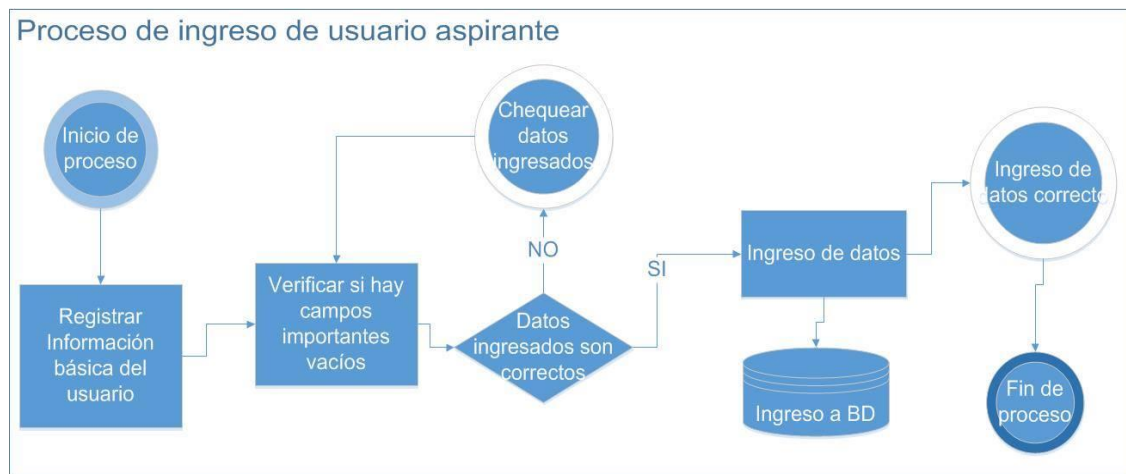 Proceso de ingreso de usuario aspirante
Inicio de
proceso
Registrar
Información
básica del
usuario
Verificar si hay
campos
importantes
vacíos
Chequear
datos
ingresados
NO
Datos
ingresados son
correctos
SI
Ingreso de datos
Ingreso a BD
Ingreso de
datos correcto
Fin de
proceso